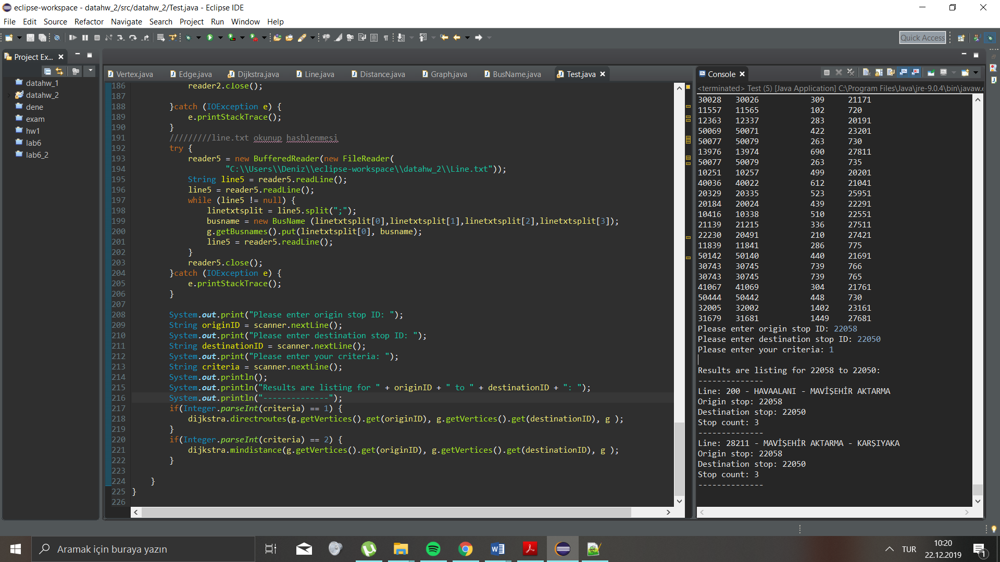 eclipse-workspace - datahw_2/src/datahw_2/Test.java - Eclipse IDE
File Edit Source Refactor Navigate Search Project Run Window Help
Quick Access
Project Ex...
datahw_1
datahw_2
dene
exam
hw1
lab6
lab6_2
Vertex.java Edge.java Dijkstra.java Line.java Distance.java Graph.java BusName.java Test.java
186 reader2.close();
187
188 }catch (IOException e) {
189 e.printStackTrace();
190 }
191 /////////line.txt okunup hashlenmesi
192 try {
193 reader5 = new BufferedReader(new FileReader(
194 "C:\\Users\\Deniz\\eclipse-workspace\\datahw_2\\Line.txt"));
195 String line5 = reader5.readLine();
196 line5 = reader5.readLine();
197 while (line5 != null) {
198 linetxtsplit = line5.split(";");
199 busname = new BusName (linetxtsplit[0],linetxtsplit[1],linetxtsplit[2],linetxtsplit[3]);
200 g.getBusnames().put(linetxtsplit[0], busname);
201 line5 = reader5.readLine();
202 }
203 reader5.close();
204 }catch (IOException e) {
205 e.printStackTrace();
206 }
207
208 System.out.print("Please enter origin stop ID: ");
209 String originID = scanner.nextLine();
210 System.out.print("Please enter destination stop ID: ");
211 String destinationID = scanner.nextLine();
212 System.out.print("Please enter your criteria: ");
213 String criteria = scanner.nextLine();
214 System.out.println();
215 System.out.println("Results are listing for " + originID + " to " + destinationID + ": ");
216 System.out.println("--------------");
217 if(Integer.parseInt(criteria) == 1) {
218 dijkstra.directroutes(g.getVertices().get(originID), g.getVertices().get(destinationID), g );
219 }
220 if(Integer.parseInt(criteria) == 2) {
221 dijkstra.mindistance(g.getVertices().get(originID), g.getVertices().get(destinationID), g );
222 }
223
224 }
225 }
226
Console
<terminated> Test (5) [Java Application] C:\Program Files\Java\jre-9.0.4\bin\javaw.e
30028 30026 309 21171
11557 11565 102 720
12363 12337 283 20191
50069 50071 422 23201
50077 50079 263 730
13976 13974 690 27811
50077 50079 263 735
10251 10257 499 20201
40036 40022 612 21041
20329 20335 523 25951
20184 20024 439 22291
10416 10338 510 22551
21139 21215 336 27511
22230 20491 210 27421
11839 11841 286 775
50142 50140 440 21691
30743 30745 739 766
30743 30745 739 765
41067 41069 304 21761
50444 50442 448 730
32005 32002 1402 23161
31679 31681 1449 27681
Please enter origin stop ID: 22058
Please enter destination stop ID: 22050
Please enter your criteria: 1
Results are listing for 22058 to 22050:
--------------
Line: 200 - HAVAALANI - MAVİŞEHİR AKTARMA
Origin stop: 22058
Destination stop: 22050
Stop count: 3
--------------
Line: 28211 - MAVİŞEHİR AKTARMA - KARŞIYAKA
Origin stop: 22058
Destination stop: 22050
Stop count: 3
--------------
Aramak için buraya yazın
TUR
10:20
22.12.2019
1